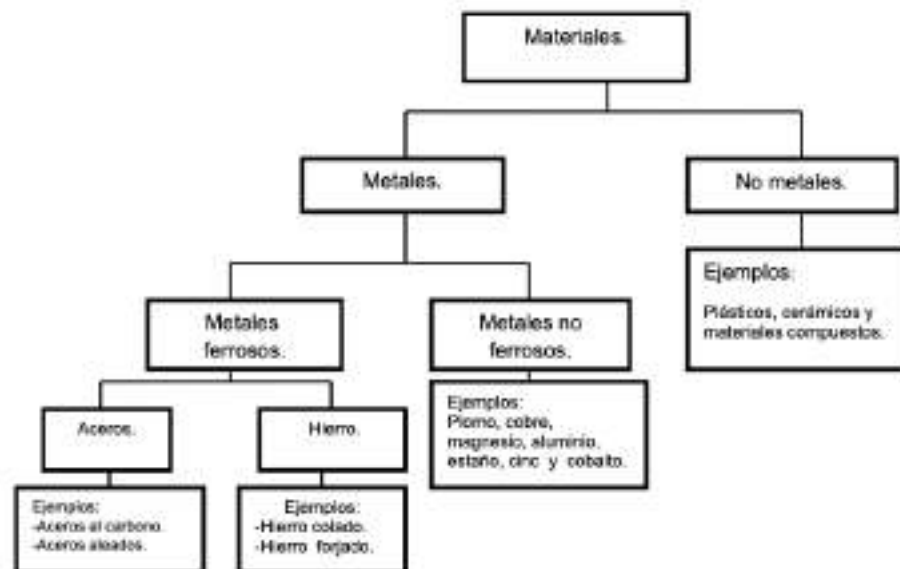 Materiales.
Metales.
No metales.
Ejemplos:
Plásticos, cerámicos y
materiales compuestos.
Metales
ferrosos.
Metales no
ferrosos.
Ejemplos:
Plomo, cobre,
magnesio, aluminio,
estaño, cinc y cobalto.
Aceros.
Hierro.
Ejemplos:
-Aceros al carbono.
-Aceros aleados.
Ejemplos:
-Hierro colado.
-Hierro forjado.